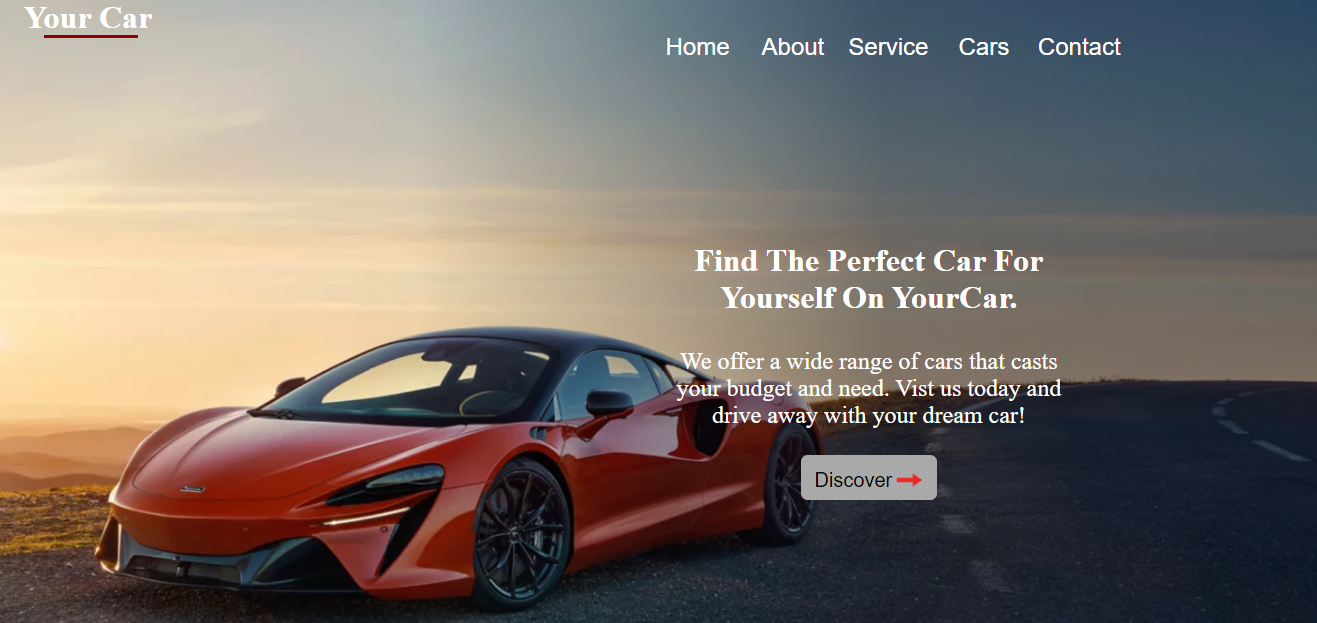 Your Car
Home About Service Cars Contact
Find The Perfect Car For
Yourself On YourCar.
We offer a wide range of cars that casts
your budget and need. Vist us today and
drive away with your dream car!
Discover